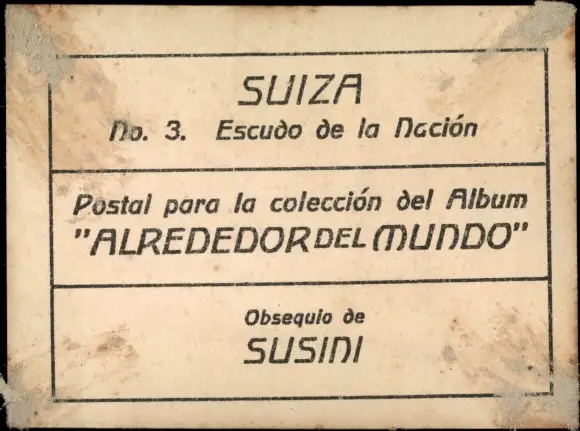 SUIZA
No. 3. Escudo de la Nación
Postal para la colección del Album
"ALREDEDOR DEL MUNDO"
Obsequio de
SUSINI